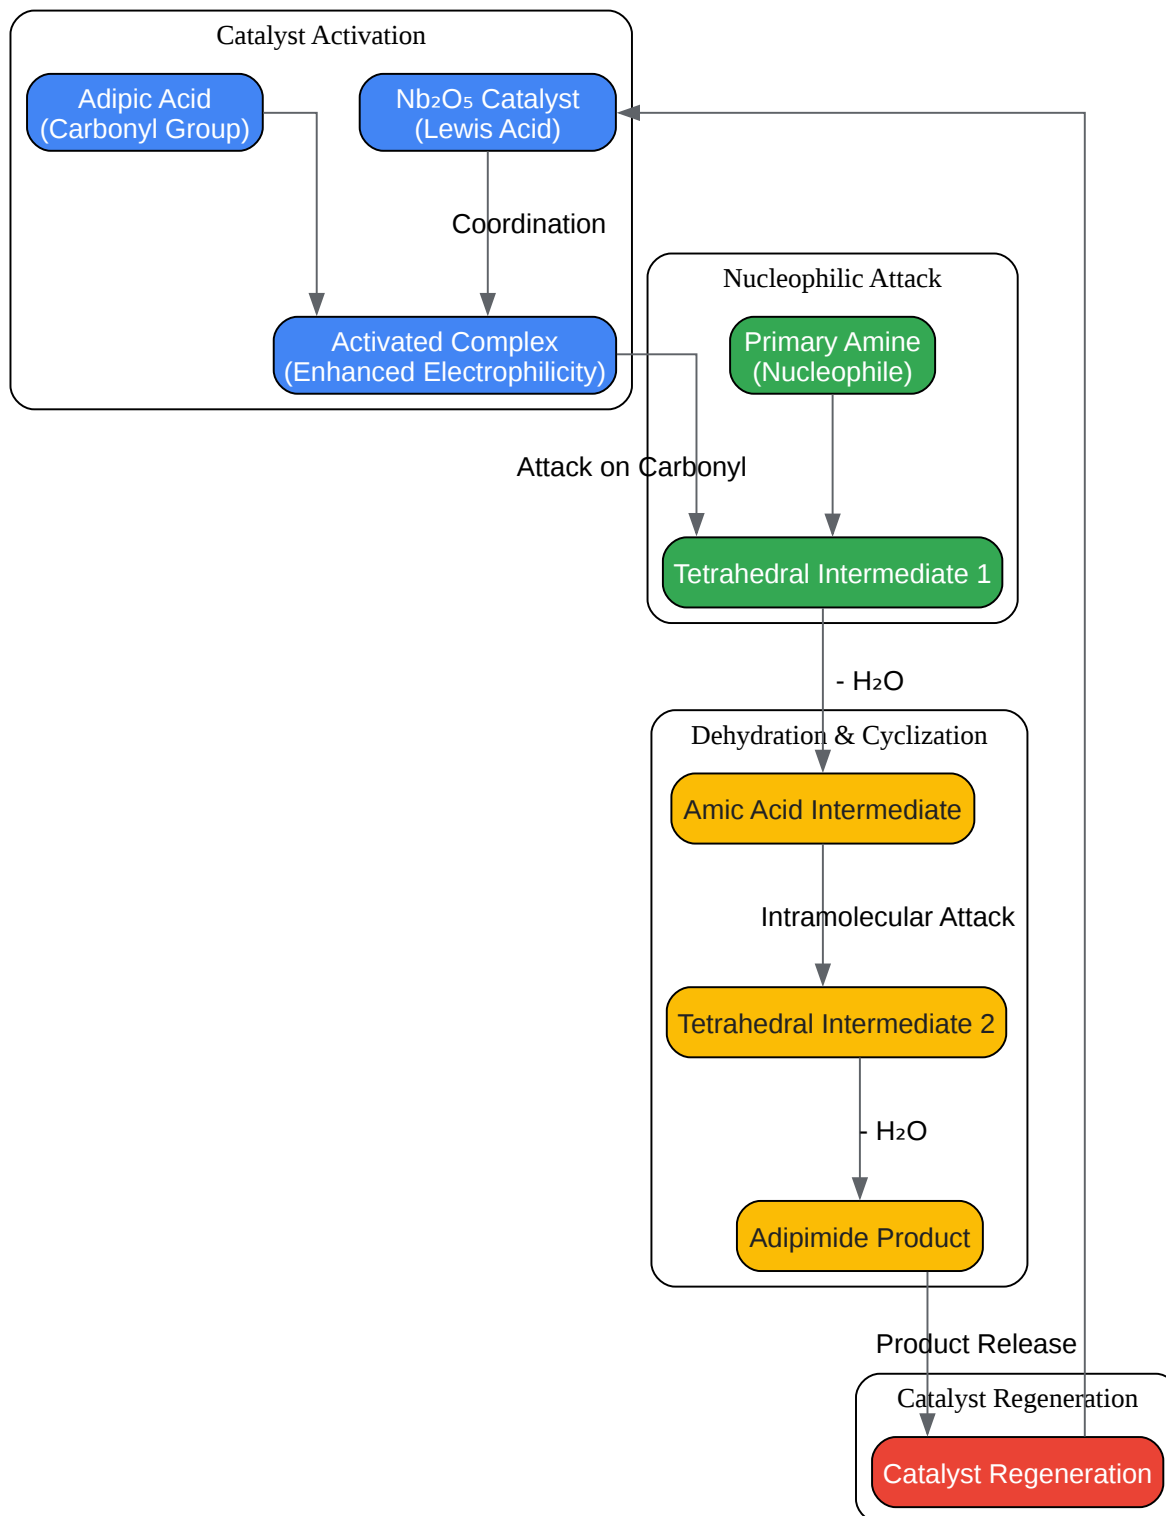 Catalyst Activation
Adipic Acid
(Carbonyl Group)
Nb₂O₅ Catalyst
(Lewis Acid)
Coordination
Activated Complex
(Enhanced Electrophilicity)
Nucleophilic Attack
Primary Amine
(Nucleophile)
Attack on Carbonyl
Tetrahedral Intermediate 1
- H₂O
Dehydration & Cyclization
Amic Acid Intermediate
Intramolecular Attack
Tetrahedral Intermediate 2
- H₂O
Adipimide Product
Product Release
Catalyst Regeneration
Catalyst Regeneration